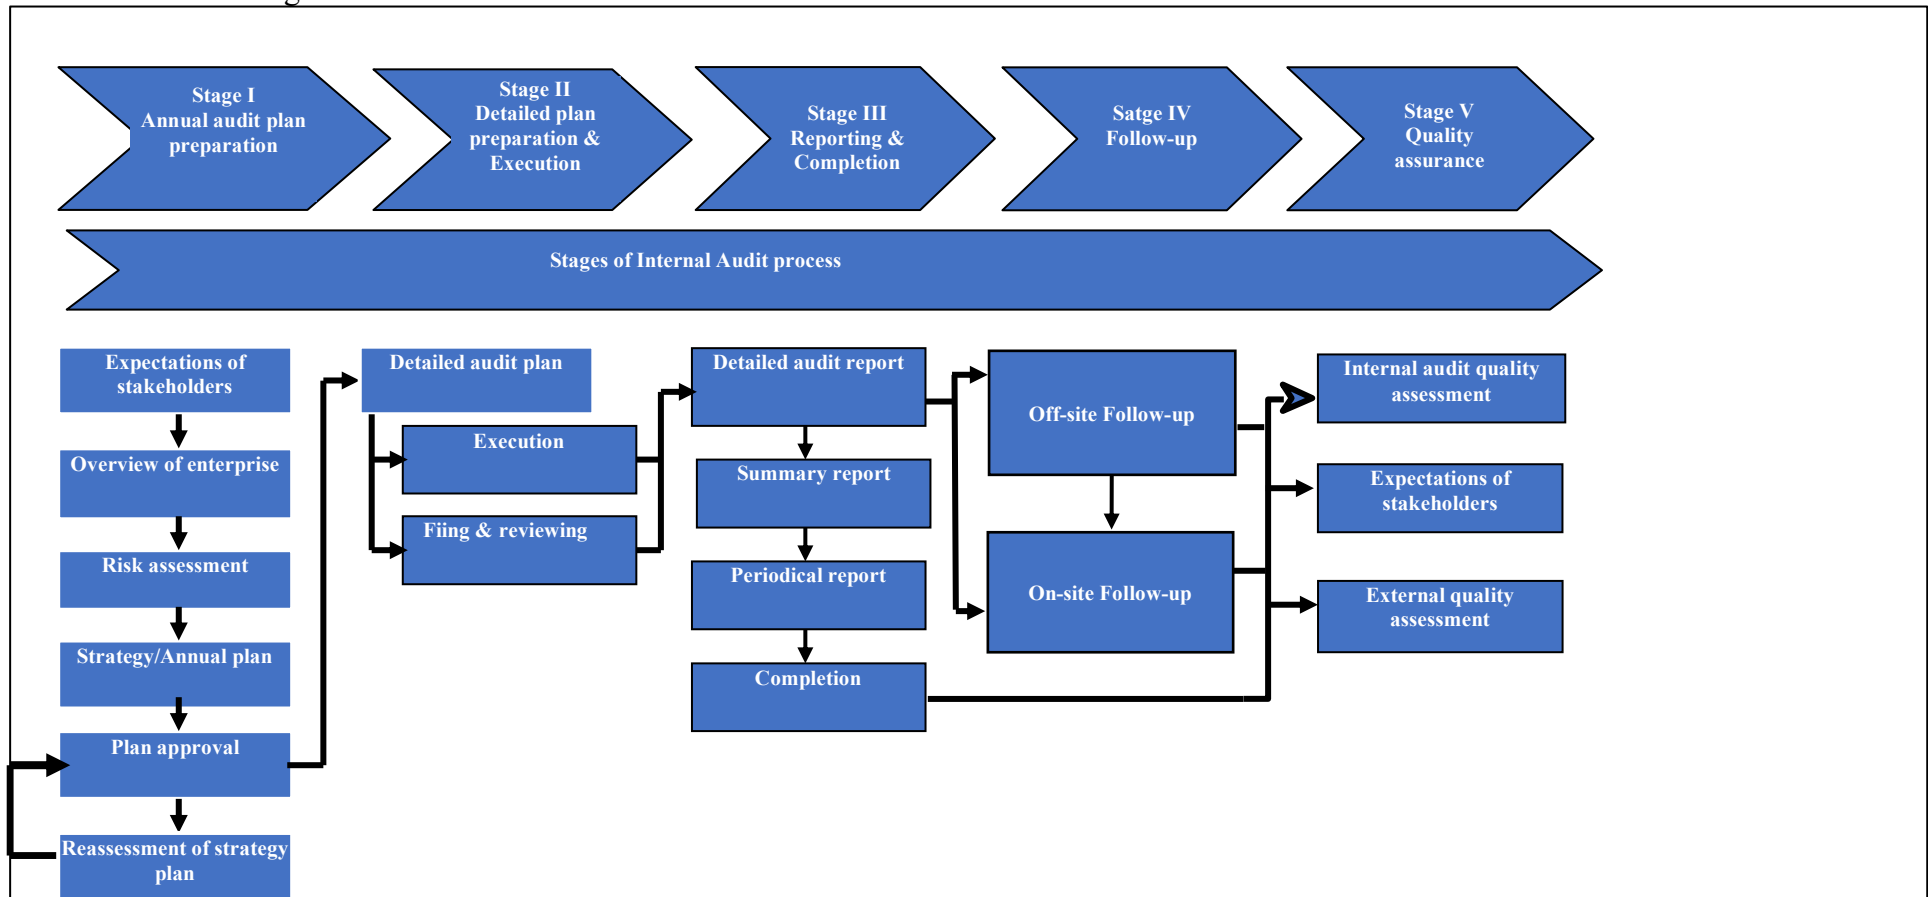 Stage I
Annual audit plan
preparation
Stage II
Detailed plan
preparation &
Execution
Stage III
Reporting &
Completion
Satge IV
Follow-up
Stage V
Quality
assurance
Stages of Internal Audit process
Expectations of
stakeholders
Overview of enterprise
Risk assessment
Strategy/Annual plan
Plan approval
Reassessment of strategy
plan
Detailed audit plan
Execution
Fiing & reviewing
Detailed audit report
Summary report
Periodical report
Completion
Off-site Follow-up
On-site Follow-up
Internal audit quality
assessment
Expectations of
stakeholders
External quality
assessment